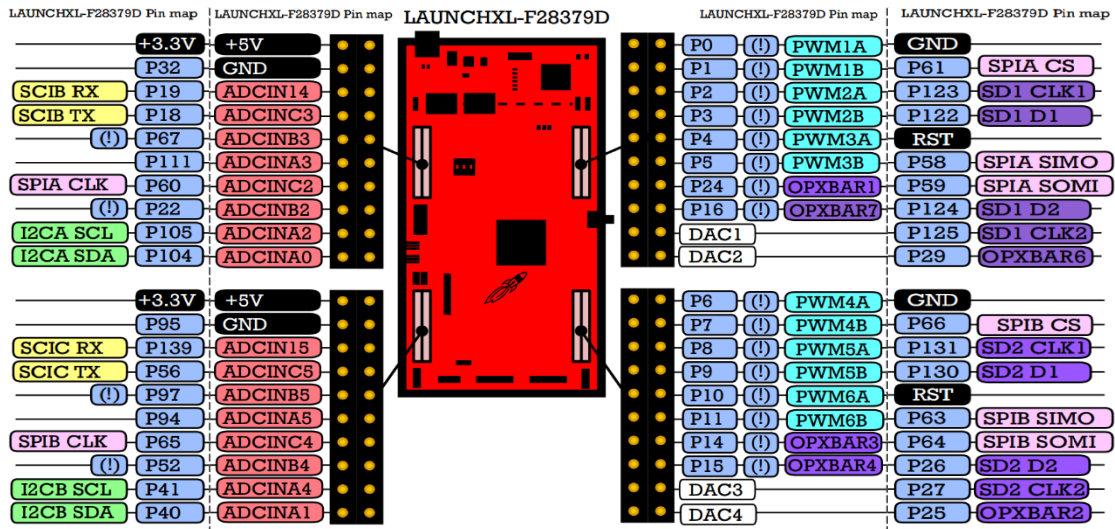 LAUNCHXL-F28379D Pin map LAUNCHXL-F28379D Pin map LAUNCHXL-F28379D LAUNCHXL-F28379D Pin map LAUNCHXL-F28379D Pin map
+3.3V +5V P0 (!) PWM1A GND
P32 GND P1 (!) PWM1B P61 SPIA CS
SCIB RX P19 ADCIN14 P2 (!) PWM2A P123 SD1 CLK1
SCIB TX P18 ADCINC3 P3 (!) PWM2B P122 SD1 D1
(!) P67 ADCINB3 P4 (!) PWM3A RST
P111 ADCINA3 P5 (!) PWM3B P58 SPIA SIMO
SPIA CLK P60 ADCINC2 P24 (!) OPXBAR1 P59 SPIA SOMI
(!) P22 ADCINB2 P16 (!) OPXBAR7 P124 SD1 D2
I2CA SCL P105 ADCINA2 DAC1 P125 SD1 CLK2
I2CA SDA P104 ADCINA0 DAC2 P29 OPXBAR6
+3.3V +5V P6 (!) PWM4A GND
P95 GND P7 (!) PWM4B P66 SPIB CS
SCIC RX P139 ADCIN15 P8 (!) PWM5A P131 SD2 CLK1
SCIC TX P56 ADCINC5 P9 (!) PWM5B P130 SD2 D1
(!) P97 ADCINB5 P10 (!) PWM6A RST
P94 ADCINA5 P11 (!) PWM6B P63 SPIB SIMO
SPIB CLK P65 ADCINC4 P14 (!) OPXBAR3 P64 SPIB SOMI
(!) P52 ADCINB4 P15 (!) OPXBAR4 P26 SD2 D2
I2CB SCL P41 ADCINA4 DAC3 P27 SD2 CLK2
I2CB SDA P40 ADCINA1 DAC4 P25 OPXBAR2